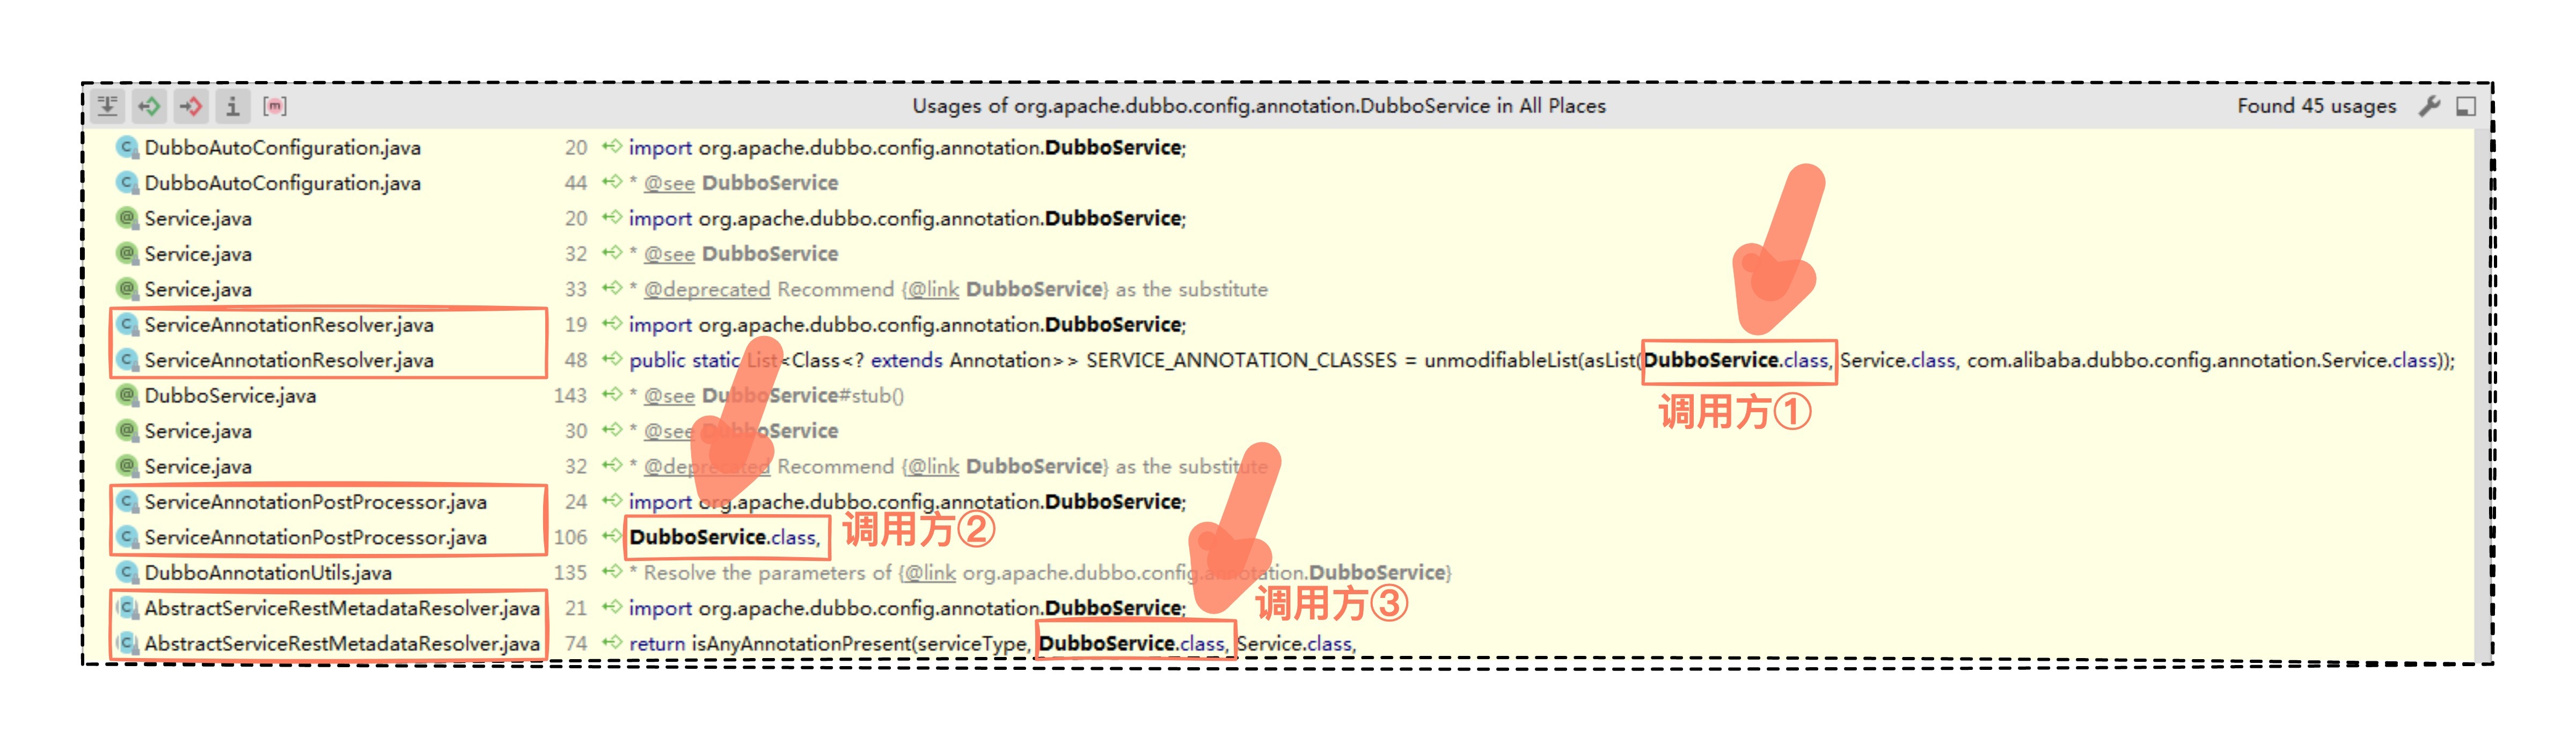 Usages of org.apache.dubbo.config.annotation.DubboService in All Places Found 45 usages
DubboAutoConfiguration.java 20 import org.apache.dubbo.config.annotation.DubboService;
DubboAutoConfiguration.java 44 * @see DubboService
Service.java 20 import org.apache.dubbo.config.annotation.DubboService;
Service.java 32 * @see DubboService
Service.java 33 * @deprecated Recommend {@link DubboService} as the substitute
ServiceAnnotationResolver.java 19 import org.apache.dubbo.config.annotation.DubboService;
ServiceAnnotationResolver.java 48 public static List<Class<? extends Annotation>> SERVICE_ANNOTATION_CLASSES = unmodifiableList(asList(DubboService.class, Service.class, com.alibaba.dubbo.config.annotation.Service.class));
DubboService.java 143 * @see DubboService#stub()
调用方①
Service.java 30 * @see DubboService
Service.java 32 * @deprecated Recommend {@link DubboService} as the substitute
ServiceAnnotationPostProcessor.java 24 import org.apache.dubbo.config.annotation.DubboService;
ServiceAnnotationPostProcessor.java 106 DubboService.class, 调用方②
DubboAnnotationUtils.java 135 * Resolve the parameters of {@link org.apache.dubbo.config.annotation.DubboService}
AbstractServiceRestMetadataResolver.java 21 import org.apache.dubbo.config.annotation.DubboService; 调用方③
AbstractServiceRestMetadataResolver.java 74 return isAnyAnnotationPresent(serviceType, DubboService.class, Service.class,